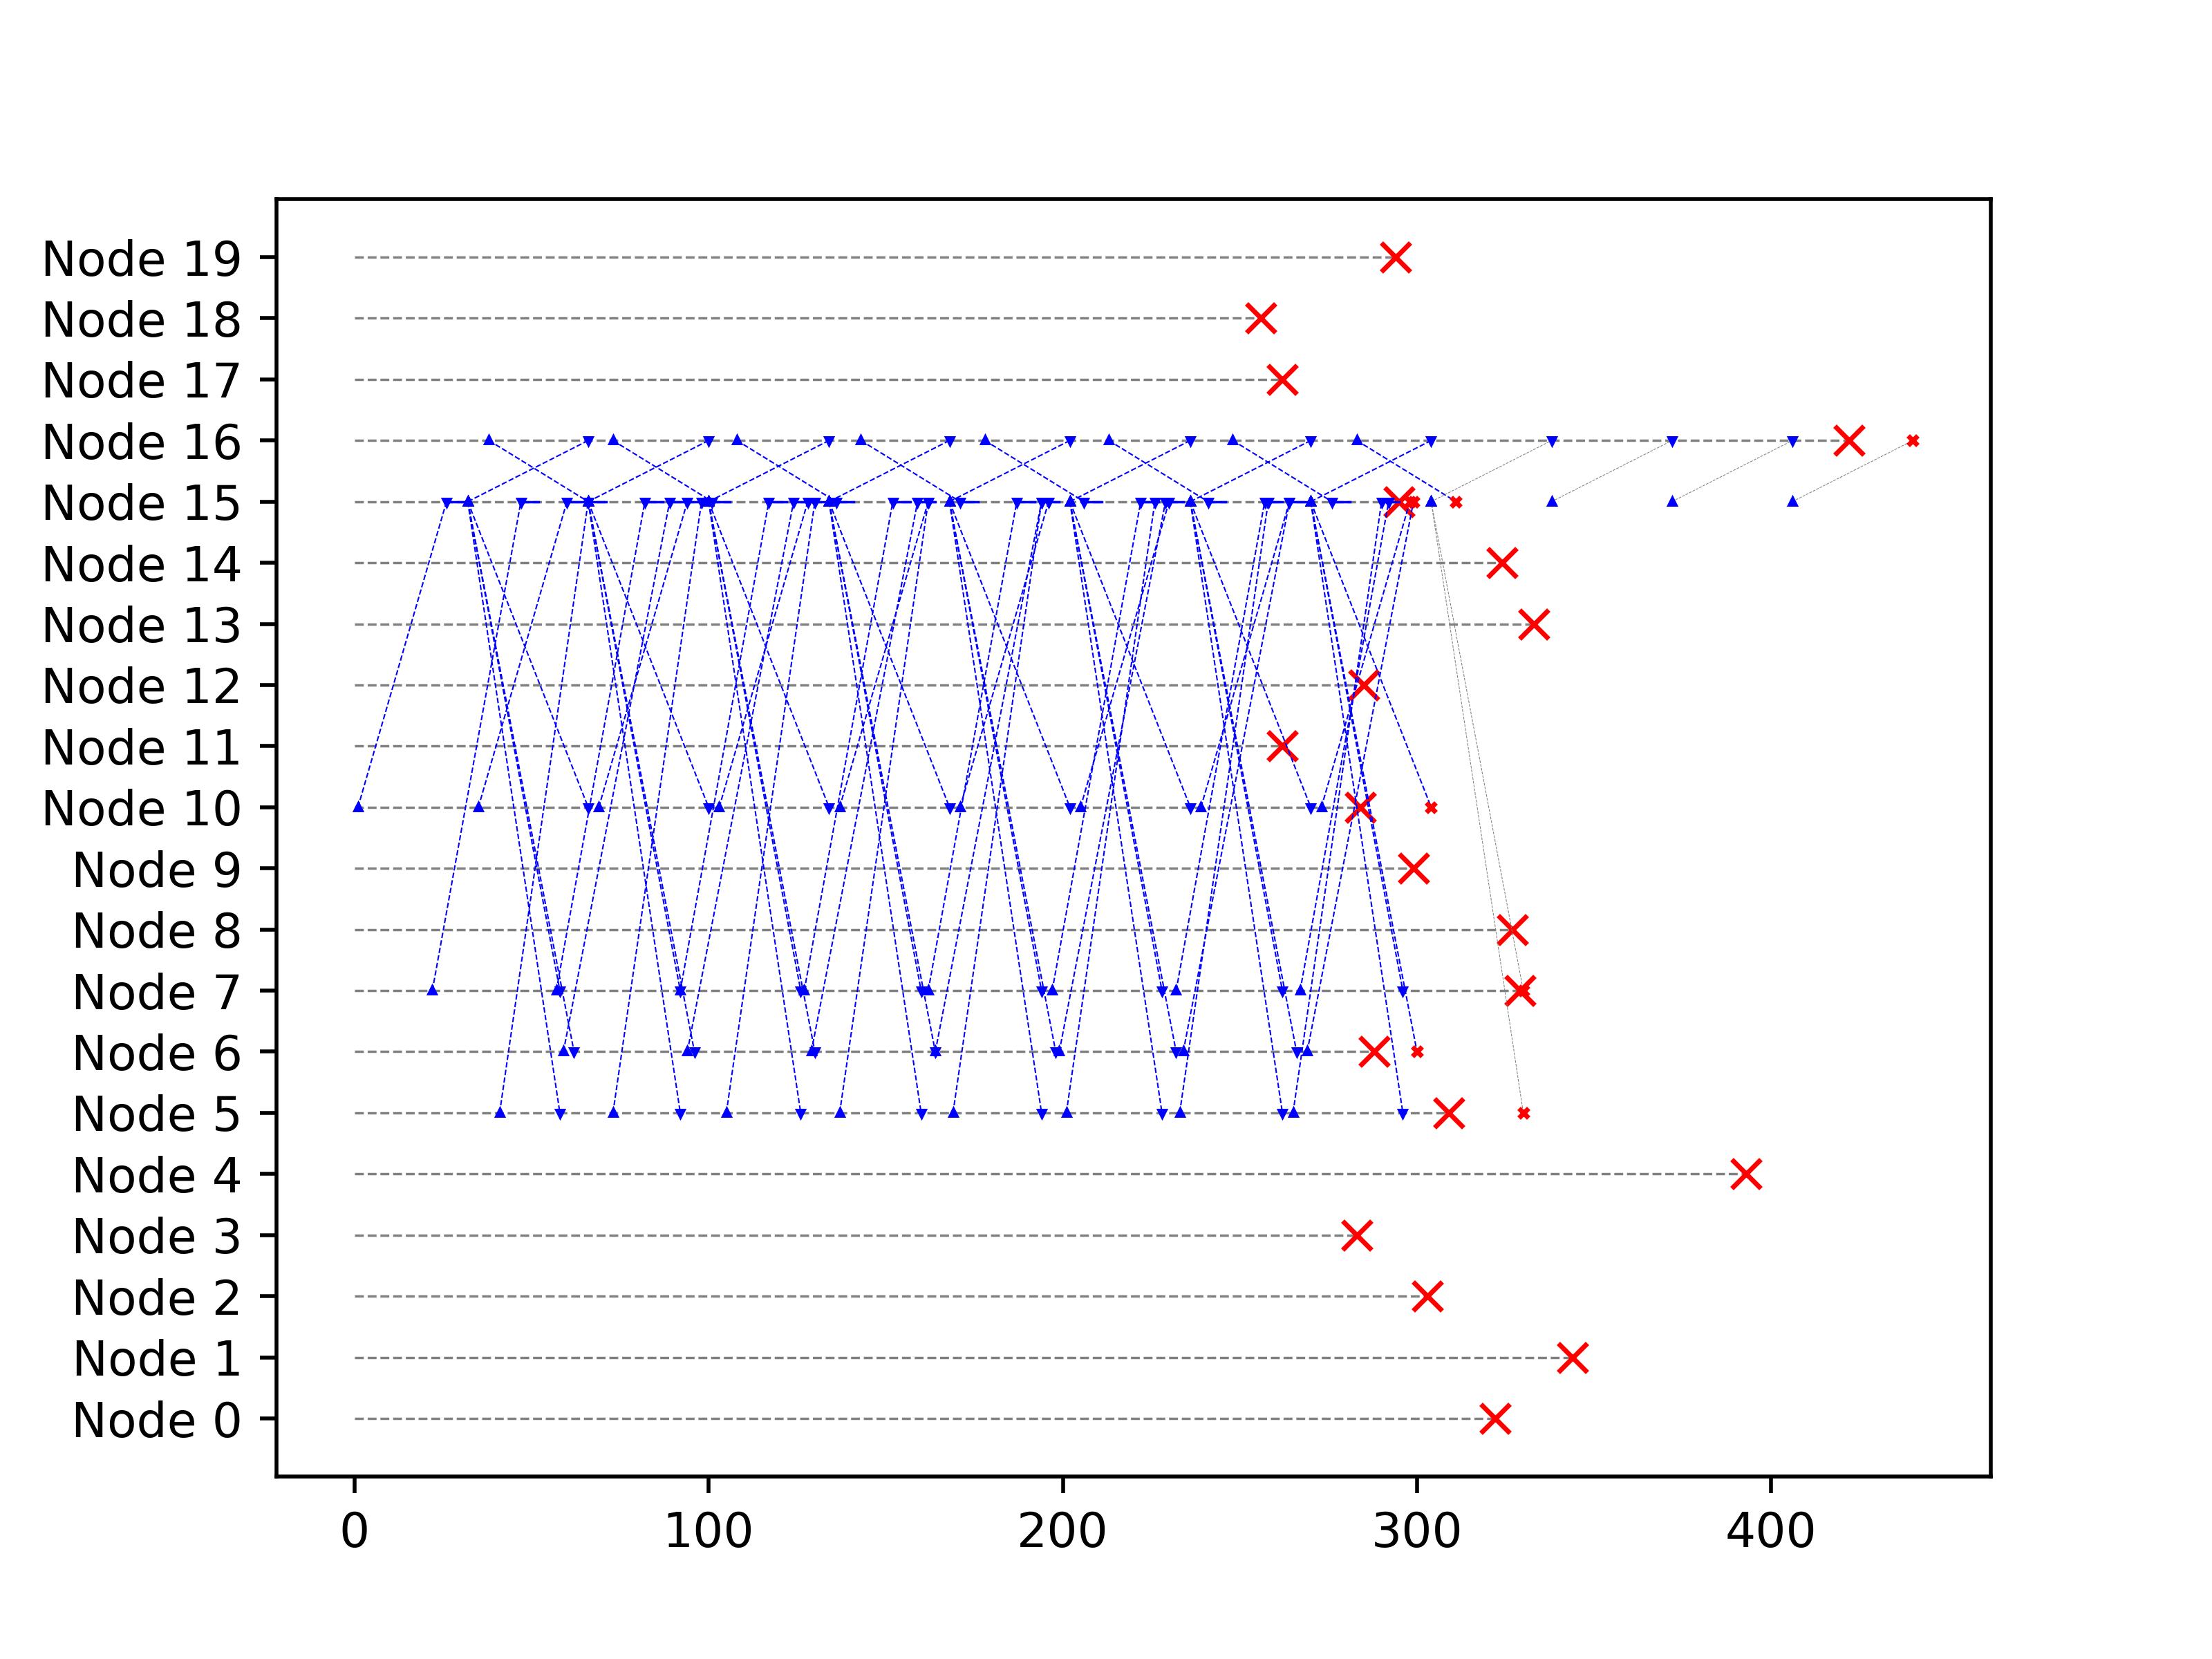 Node 19
Node 18
Node 17
Node 16
Node 15
Node 14
Node 13
Node 12
Node 11
Node 10
Node 9
Node 8
Node 7
Node 6
Node 5
Node 4
Node 3
Node 2
Node 1
Node 0
0 100 200 300 400